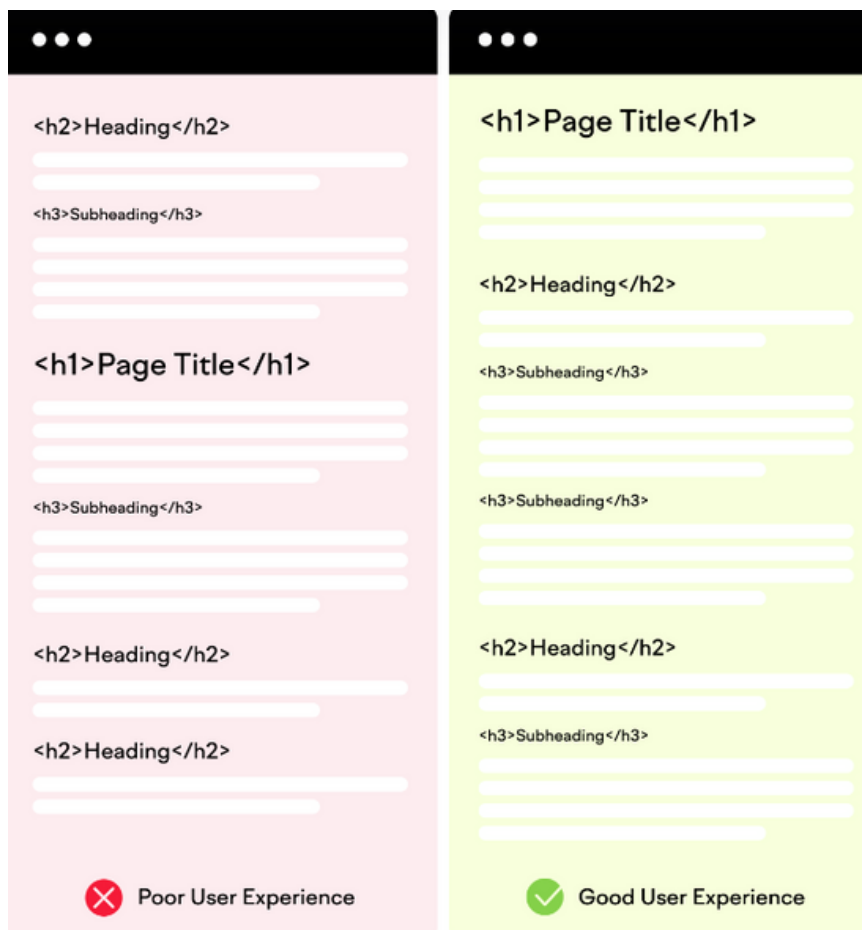 <h2>Heading</h2>
<h3>Subheading</h3>
<h1>Page Title</h1>
<h3>Subheading</h3>
<h2>Heading</h2>
<h2>Heading</h2>
Poor User Experience
<h1>Page Title</h1>
<h2>Heading</h2>
<h3>Subheading</h3>
<h3>Subheading</h3>
<h2>Heading</h2>
<h3>Subheading</h3>
Good User Experience